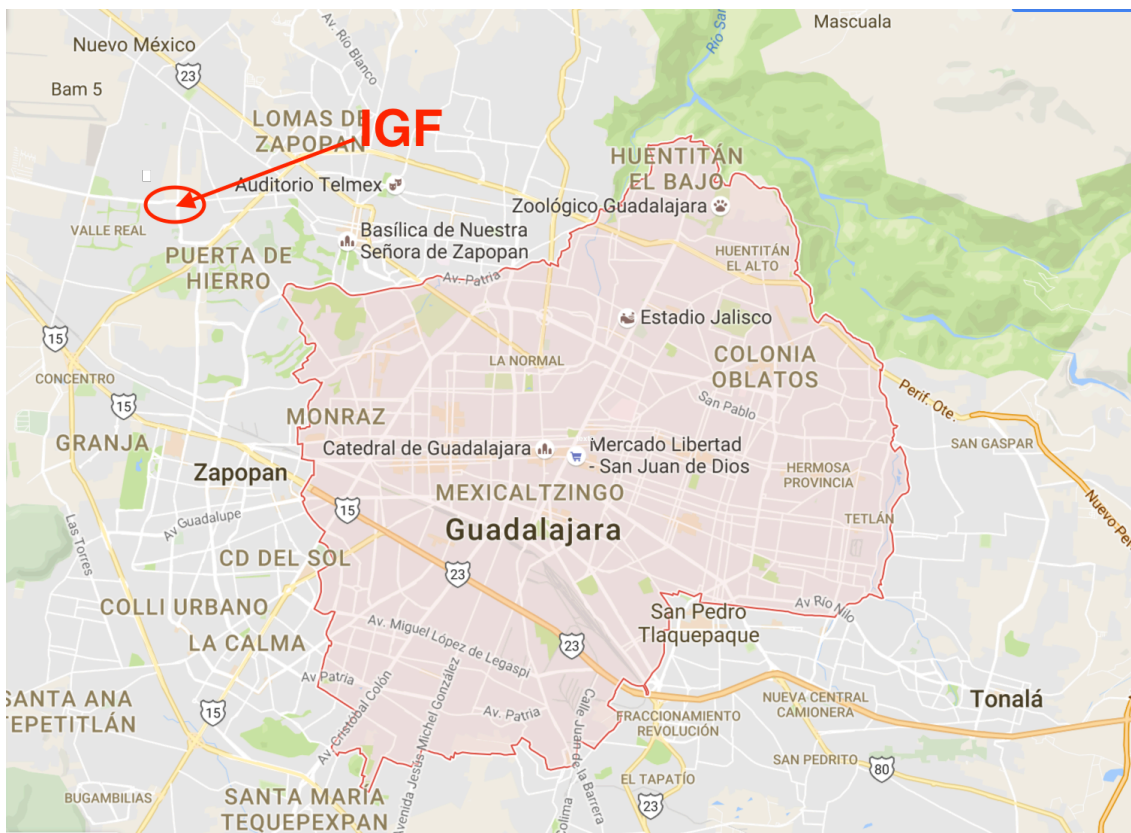 Mascuala
Nuevo México
Río San
Av. Río Blanco
23
Bam 5
LOMAS DE
ZAPOPAN
IGF
HUENTITÁN
EL BAJO
Auditorio Telmex
Zoológico Guadalajara
VALLE REAL
Basílica de Nuestra
Señora de Zapopan
PUERTA DE
HIERRO
HUENTITÁN
EL ALTO
Av. Patria
Estadio Jalisco
15
LA NORMAL
COLONIA
OBLATOS
CONCENTRO
15
San Pablo
Perif. Ote.
MONRAZ
GRANJA
Catedral de Guadalajara
Mercado Libertad
- San Juan de Dios
SAN GASPAR
Zapopan
HERMOSA
PROVINCIA
MEXICALTZINGO
15
Nuevo Per
Av Guadalupe
Las Torres
Guadalajara
TETLÁN
CD DEL SOL
23
COLLI URBANO
San Pedro
Tlaquepaque
Av Río Nilo
LA CALMA
Av. Miguel López de Legaspi
23
Av Patria
SANTA ANA
TEPETITLÁN
15
Av. Cristobal Colón
Avenida Jesús Michel González
Av. Patria
Calle Juan de la Barrera
NUEVA CENTRAL
CAMIONERA
Tonalá
FRACCIONAMIENTO
REVOLUCIÓN
SAN PEDRITO
80
EL TAPATÍO
BUGAMBILIAS
SANTA MARÍA
TEQUEPEXPAN
23
Colima